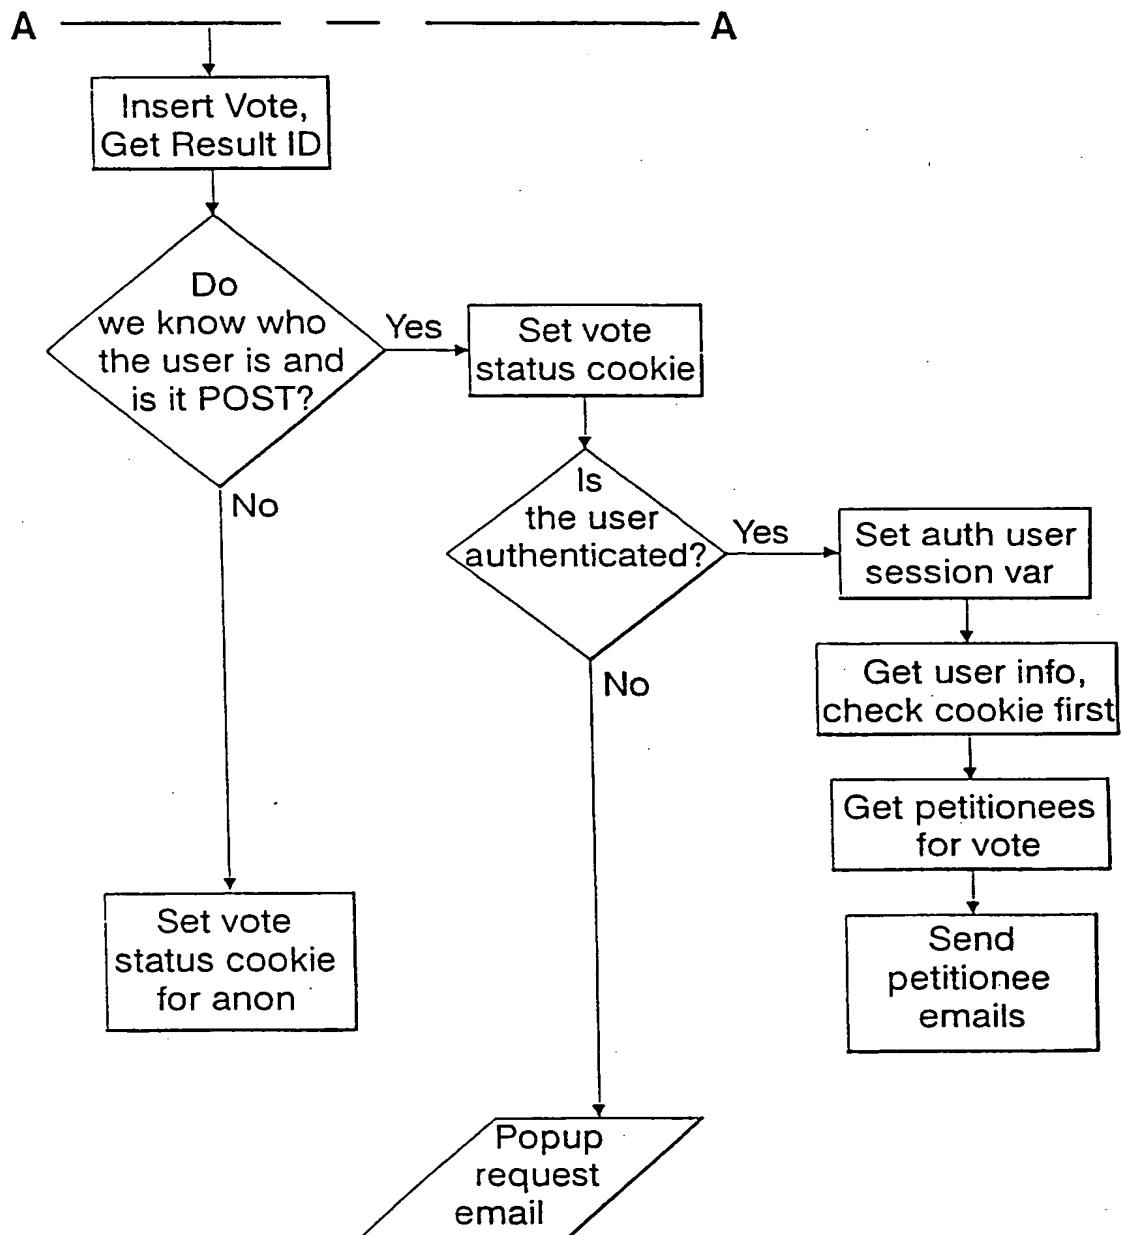 A A
Insert Vote,
Get Result ID
Do
we know who
the user is and
is it POST?
Yes
Set vote
status cookie
No
Is
the user
authenticated?
Yes
Set auth user
session var
No
Get user info,
check cookie first
Get petitionees
for vote
Set vote
status cookie
for anon
Send
petitionee
emails
Popup
request
email